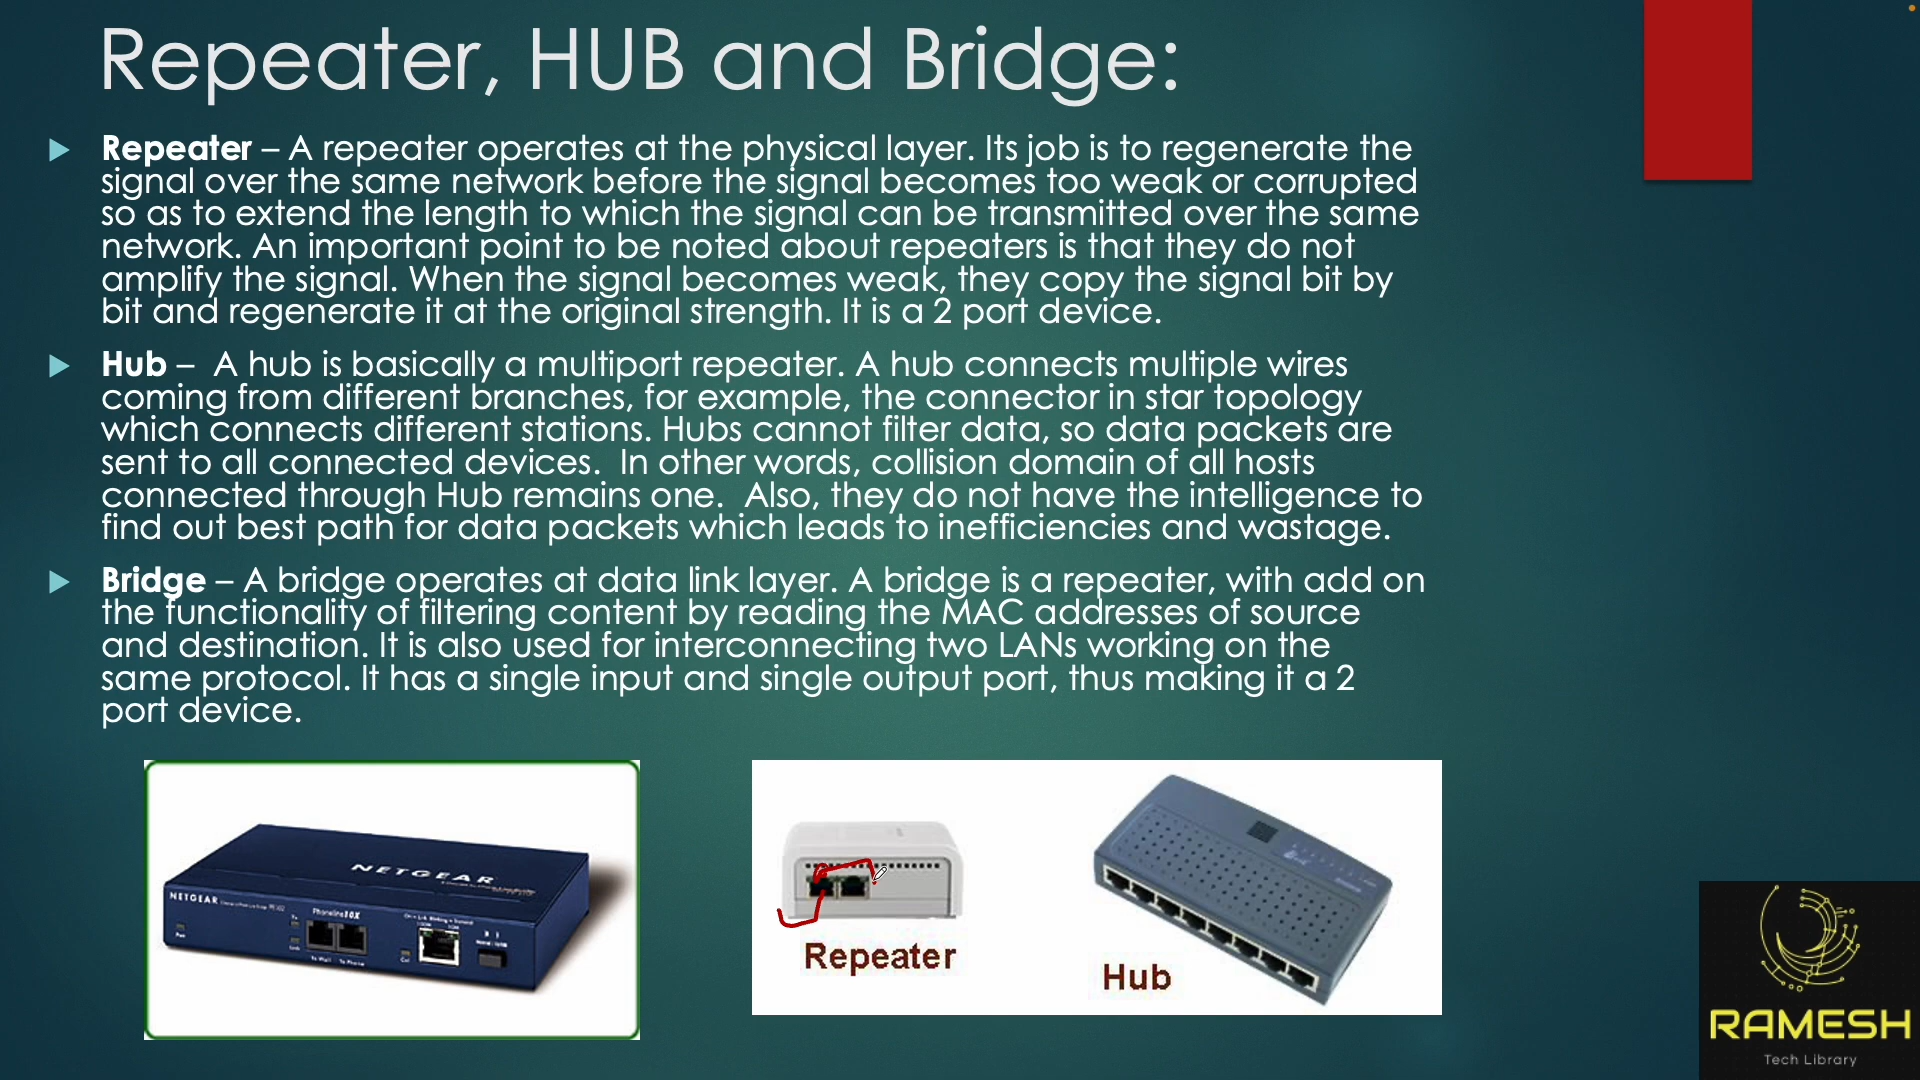 Repeater, HUB and Bridge:
Repeater – A repeater operates at the physical layer. Its job is to regenerate the
signal over the same network before the signal becomes too weak or corrupted
so as to extend the length to which the signal can be transmitted over the same
network. An important point to be noted about repeaters is that they do not
amplify the signal. When the signal becomes weak, they copy the signal bit by
bit and regenerate it at the original strength. It is a 2 port device.
Hub –  A hub is basically a multiport repeater. A hub connects multiple wires
coming from different branches, for example, the connector in star topology
which connects different stations. Hubs cannot filter data, so data packets are
sent to all connected devices.  In other words, collision domain of all hosts
connected through Hub remains one.  Also, they do not have the intelligence to
find out best path for data packets which leads to inefficiencies and wastage.
Bridge – A bridge operates at data link layer. A bridge is a repeater, with add on
the functionality of filtering content by reading the MAC addresses of source
and destination. It is also used for interconnecting two LANs working on the
same protocol. It has a single input and single output port, thus making it a 2
port device.
NETGEAR
NETGEAR
Phoneline10X
Repeater
Hub
RAMESH
Tech Library